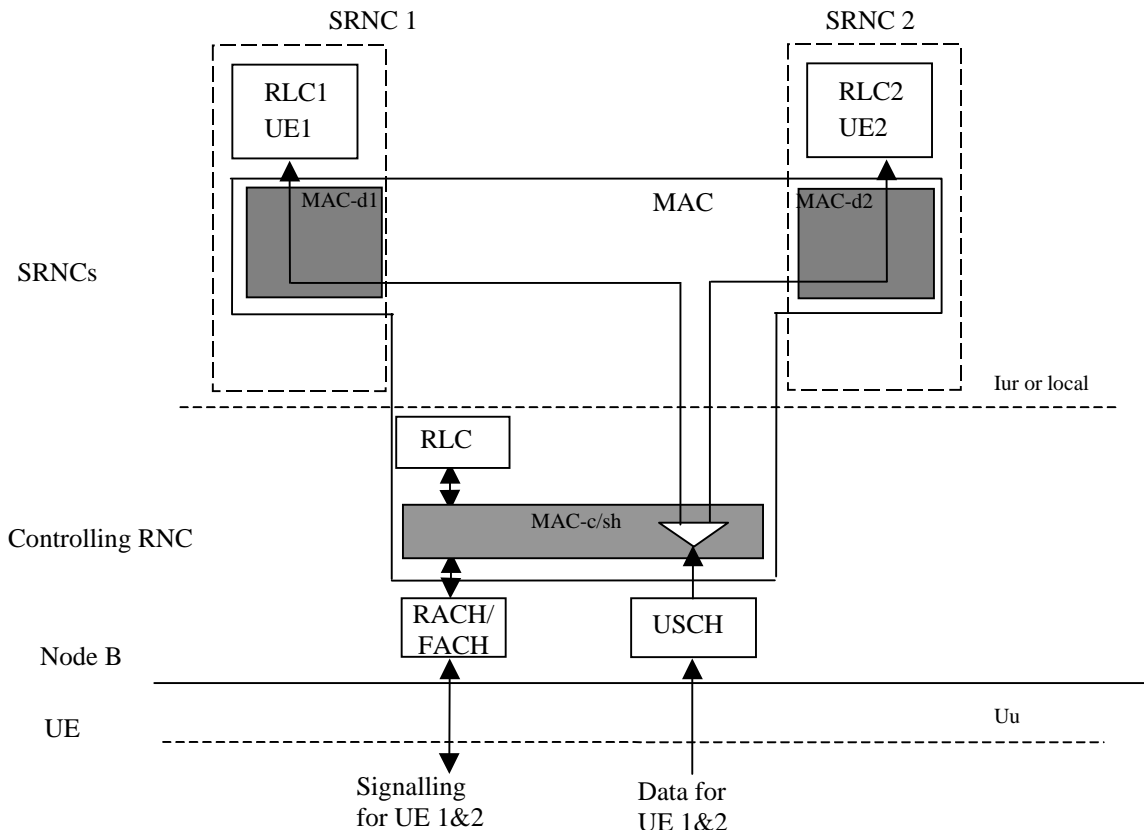 SRNC 1
SRNC 2
RLC1
UE1
RLC2
UE2
MAC-d1
MAC
MAC-d2
SRNCs
Iur or local
RLC
MAC-c/sh
Controlling RNC
RACH/
FACH
USCH
Node B
UE
Uu
Signalling
for UE 1&2
Data for
UE 1&2